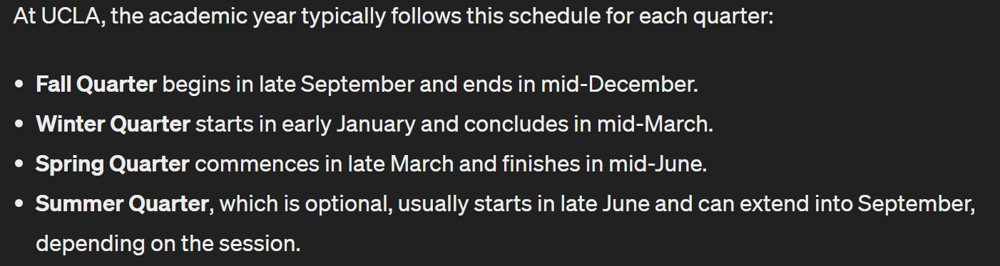 At UCLA, the academic year typically follows this schedule for each quarter:
• Fall Quarter begins in late September and ends in mid-December.
• Winter Quarter starts in early January and concludes in mid-March.
• Spring Quarter commences in late March and finishes in mid-June.
• Summer Quarter, which is optional, usually starts in late June and can extend into September,
depending on the session.